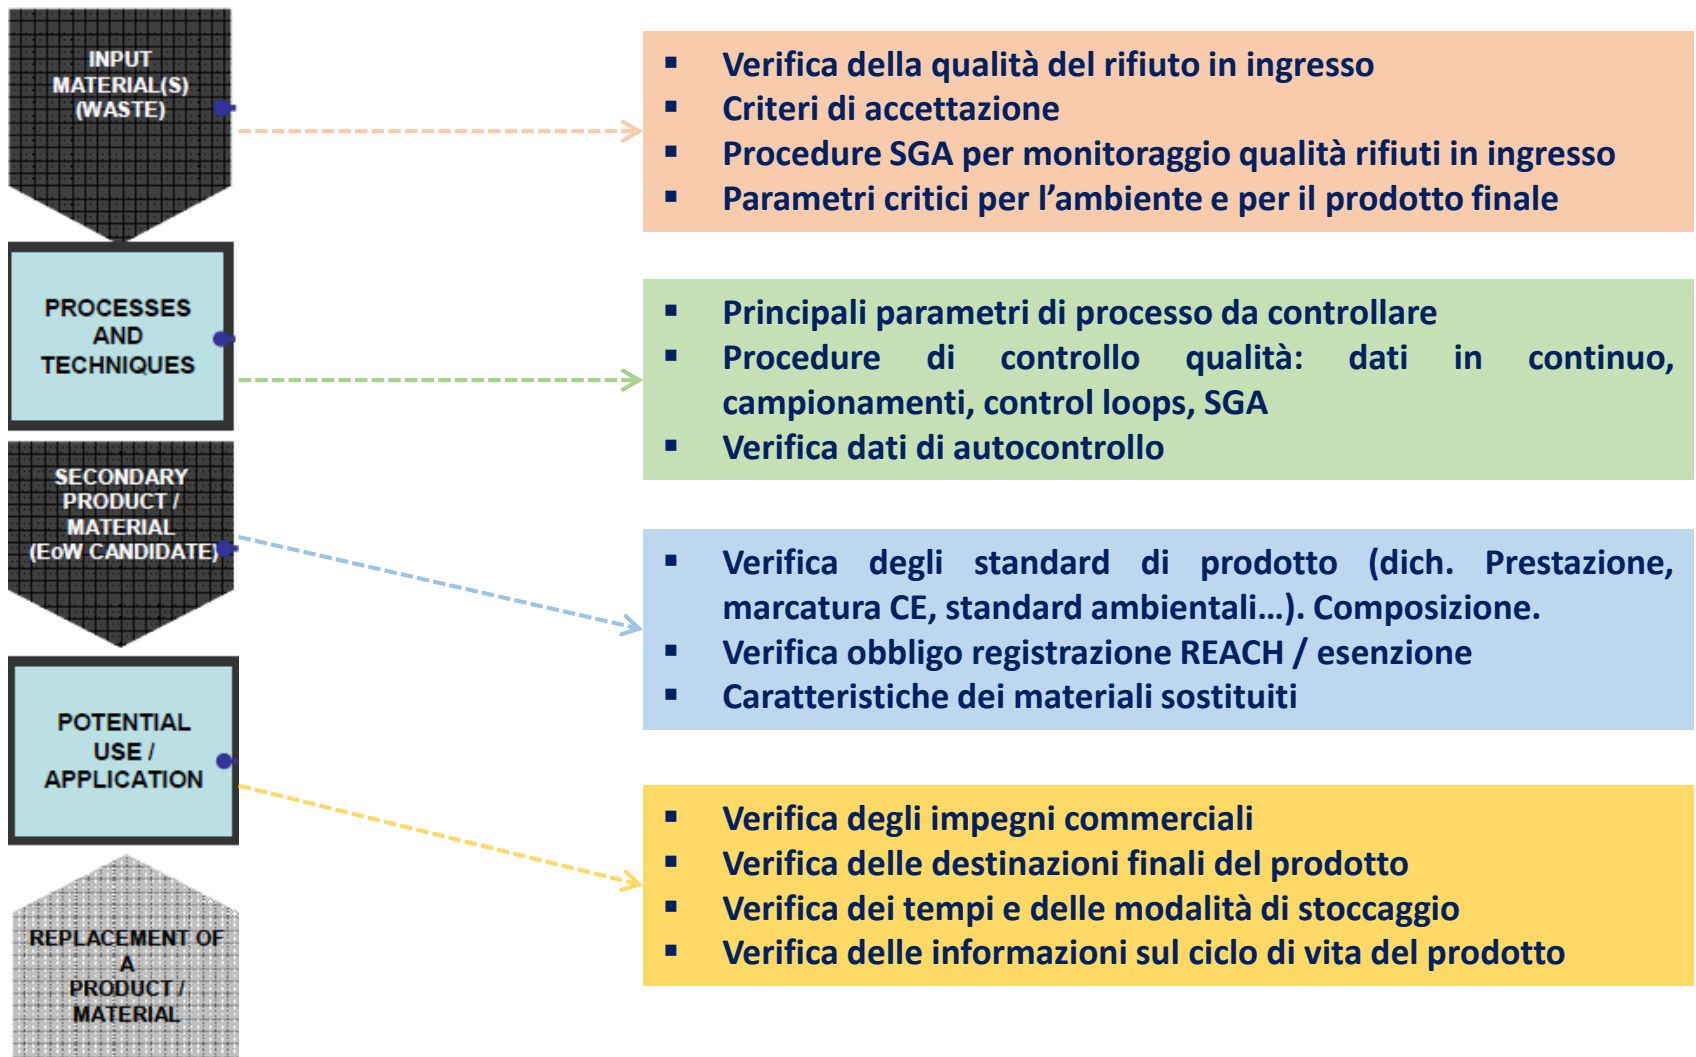 INPUT
MATERIAL(S)
(WASTE)
▪ Verifica della qualità del rifiuto in ingresso
▪ Criteri di accettazione
▪ Procedure SGA per monitoraggio qualità rifiuti in ingresso
▪ Parametri critici per l’ambiente e per il prodotto finale
PROCESSES
AND
TECHNIQUES
▪ Principali parametri di processo da controllare
▪ Procedure di controllo qualità: dati in continuo,
campionamenti, control loops, SGA
▪ Verifica dati di autocontrollo
SECONDARY
PRODUCT /
MATERIAL
(EoW CANDIDATE)
▪ Verifica degli standard di prodotto (dich. Prestazione,
marcatura CE, standard ambientali…). Composizione.
▪ Verifica obbligo registrazione REACH / esenzione
▪ Caratteristiche dei materiali sostituiti
POTENTIAL
USE /
APPLICATION
▪ Verifica degli impegni commerciali
▪ Verifica delle destinazioni finali del prodotto
▪ Verifica dei tempi e delle modalità di stoccaggio
▪ Verifica delle informazioni sul ciclo di vita del prodotto
REPLACEMENT OF
A
PRODUCT /
MATERIAL